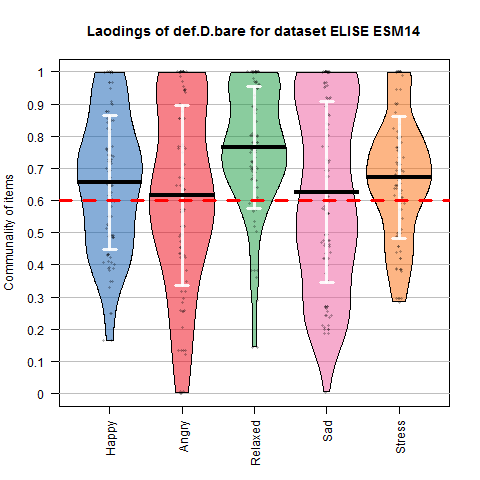 Laodings of def.D.bare for dataset ELISE ESM14
Communality of items
1
0.9
0.8
0.7
0.6
0.5
0.4
0.3
0.2
0.1
0
Happy
Angry
Relaxed
Sad
Stress